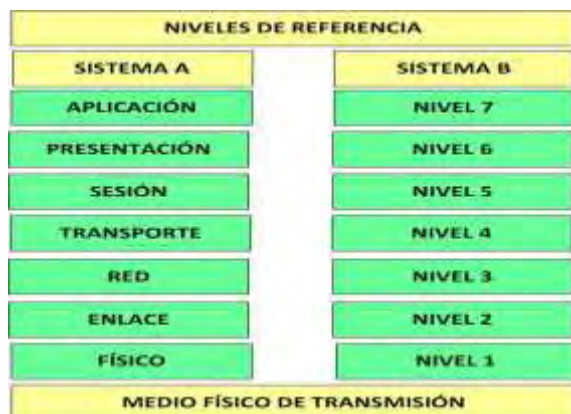 NIVELES DE REFERENCIA
SISTEMA A SISTEMA B
APLICACIÓN NIVEL 7
PRESENTACIÓN NIVEL 6
SESIÓN NIVEL 5
TRANSPORTE NIVEL 4
RED NIVEL 3
ENLACE NIVEL 2
FÍSICO NIVEL 1
MEDIO FÍSICO DE TRANSMISIÓN